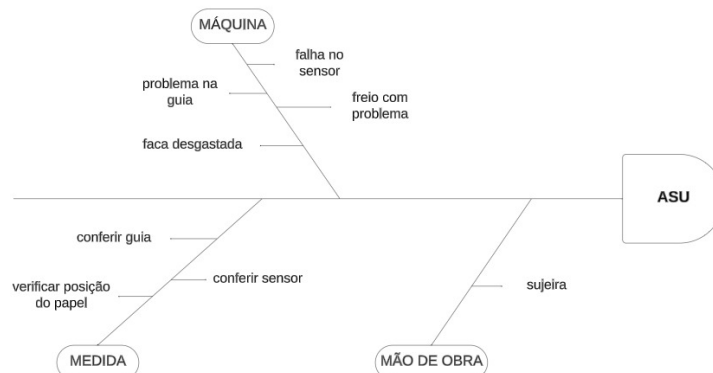 MÁQUINA
falha no
sensor
problema na
guia
freio com
problema
faca desgastada
ASU
conferir guia
conferir sensor
verificar posição
do papel
sujeira
MEDIDA
MÃO DE OBRA